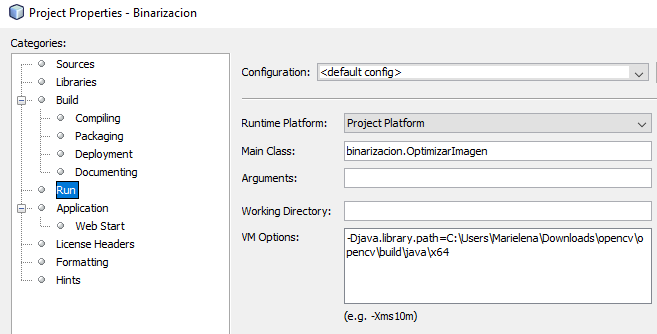 Project Properties - Binarizacion
Categories:
Sources
Libraries
Build
Compiling
Packaging
Deployment
Documenting
Run
Application
Web Start
License Headers
Formatting
Hints
Configuration: <default config>
Runtime Platform: Project Platform
Main Class: binarizacion.OptimizarImagen
Arguments:
Working Directory:
VM Options: -Djava.library.path=C:\Users\Marielena\Downloads\opencv\o
pencv\build\java\x64
(e.g. -Xms10m)